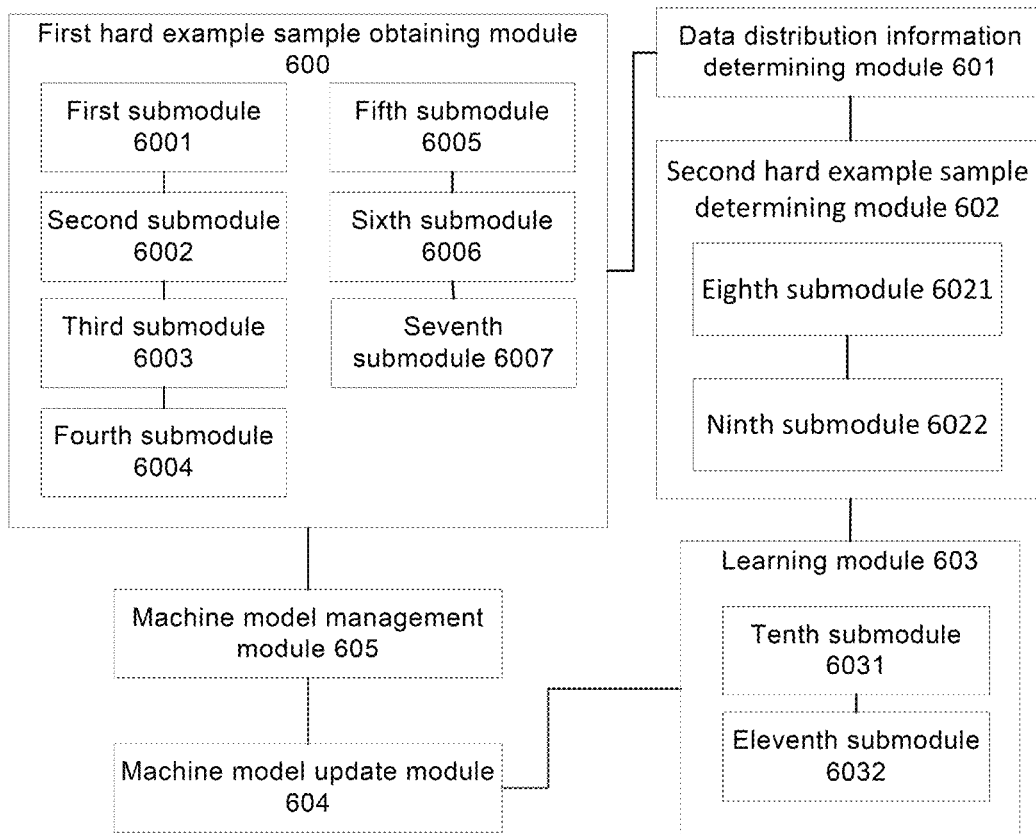 First hard example sample obtaining module
600
First submodule
6001
Second submodule
6002
Third submodule
6003
Fourth submodule
6004
Fifth submodule
6005
Sixth submodule
6006
Seventh
submodule 6007
Data distribution information
determining module 601
Second hard example sample
determining module 602
Eighth submodule 6021
Ninth submodule 6022
Learning module 603
Tenth submodule
6031
Eleventh submodule
6032
Machine model management
module 605
Machine model update module
604